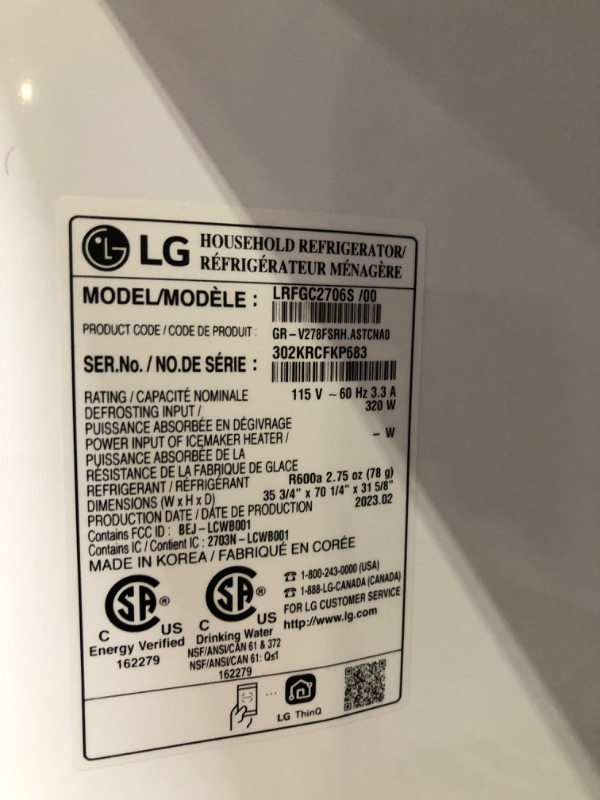 LG HOUSEHOLD REFRIGERATOR/
RÉFRIGÉRATEUR MÉNAGÈRE
MODEL/MODÈLE : LRFGC2706S /00
PRODUCT CODE / CODE DE PRODUIT : GR-V278FSRH.ASTCNA0
SER.No. / NO.DE SÉRIE : 302KRCFKP683
RATING / CAPACITÉ NOMINALE 115 V ~ 60 Hz 3.3 A
DEFROSTING INPUT / 320 W
PUISSANCE ABSORBÉE EN DÉGIVRAGE
POWER INPUT OF ICEMAKER HEATER / - W
PUISSANCE ABSORBÉE DE LA
RÉSISTANCE DE LA FABRIQUE DE GLACE
REFRIGERANT / RÉFRIGÉRANT R600a 2.75 oz (78 g)
DIMENSIONS (W x H x D) 35 3/4" x 70 1/4" x 31 5/8"
PRODUCTION DATE / DATE DE PRODUCTION 2023.02
Contains FCC ID : BEJ-LCWB001
Contains IC / Contient IC : 2703N-LCWB001
MADE IN KOREA / FABRIQUÉ EN CORÉE
SA ®
C US
Energy Verified
162279
SA ®
C US
Drinking Water
NSF/ANSI/CAN 61 & 372
NSF/ANSI/CAN 61: Q≤1
162279
☎ 1-800-243-0000 (USA)
☎ 1-888-LG-CANADA (CANADA)
FOR LG CUSTOMER SERVICE
http://www.lg.com
LG ThinQ